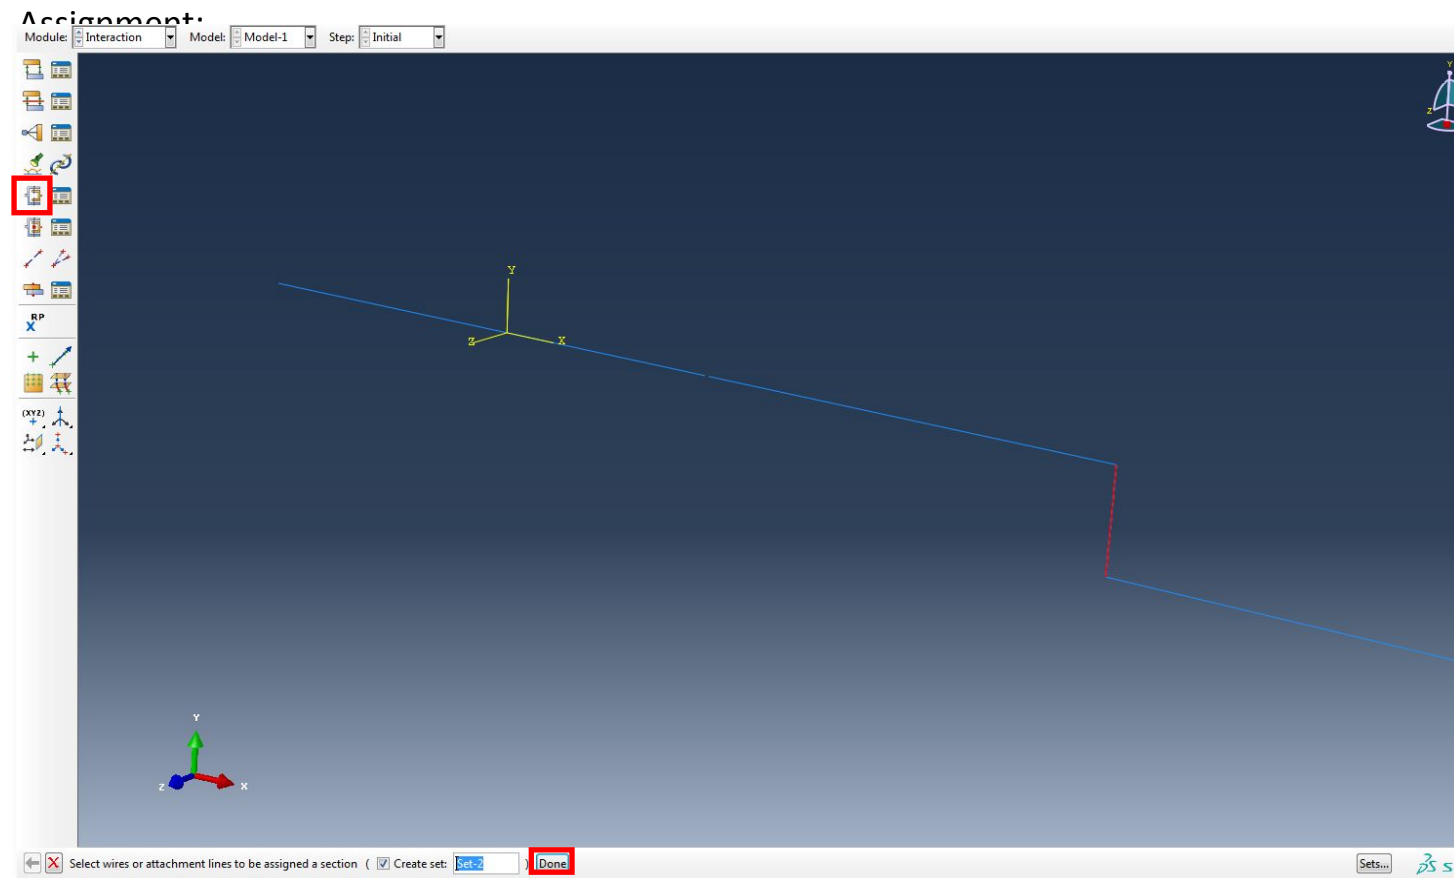 Assignment:
Module: Interaction Model: Model-1 Step: Initial
Y
Z
Y
Z X
RP
X
(XYZ)
Y
Z X
Select wires or attachment lines to be assigned a section ( Create set: Set-2 ) Done Sets...